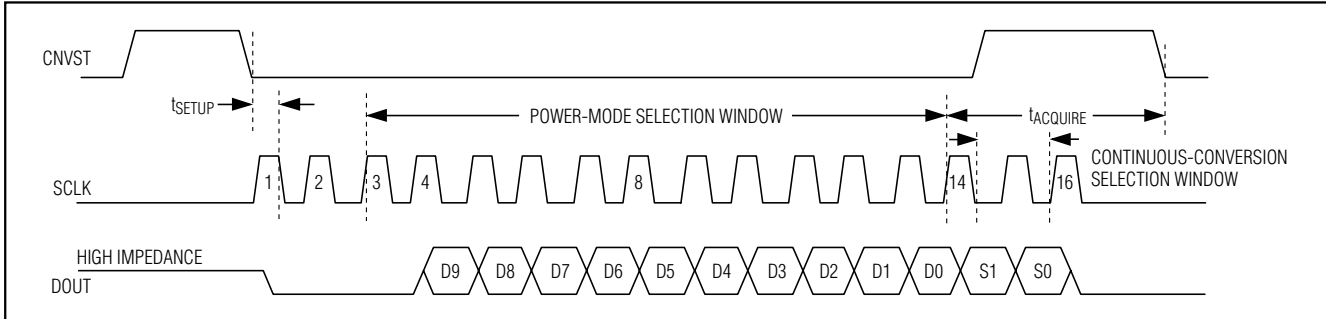 CNVST
tSETUP
POWER-MODE SELECTION WINDOW
tACQUIRE
CONTINUOUS-CONVERSION
SELECTION WINDOW
SCLK
1 2 3 4 8 14 16
HIGH IMPEDANCE
DOUT
D9 D8 D7 D6 D5 D4 D3 D2 D1 D0 S1 S0